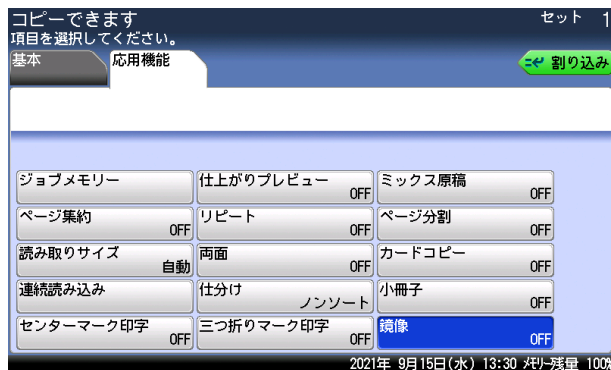 コピーできます
セット 1
項目を選択してください。
基本
応用機能
割り込み
ジョブメモリー
仕上がりプレビュー OFF
ミックス原稿 OFF
ページ集約 OFF
リピート OFF
ページ分割 OFF
読み取りサイズ 自動
両面 OFF
カードコピー OFF
連続読み込み
仕分け ノンソート
小冊子 OFF
センターマーク印字 OFF
三つ折りマーク印字 OFF
鏡像 OFF
2021年 9月15日(水) 13:30 ﾒﾓﾘｰ残量 100%